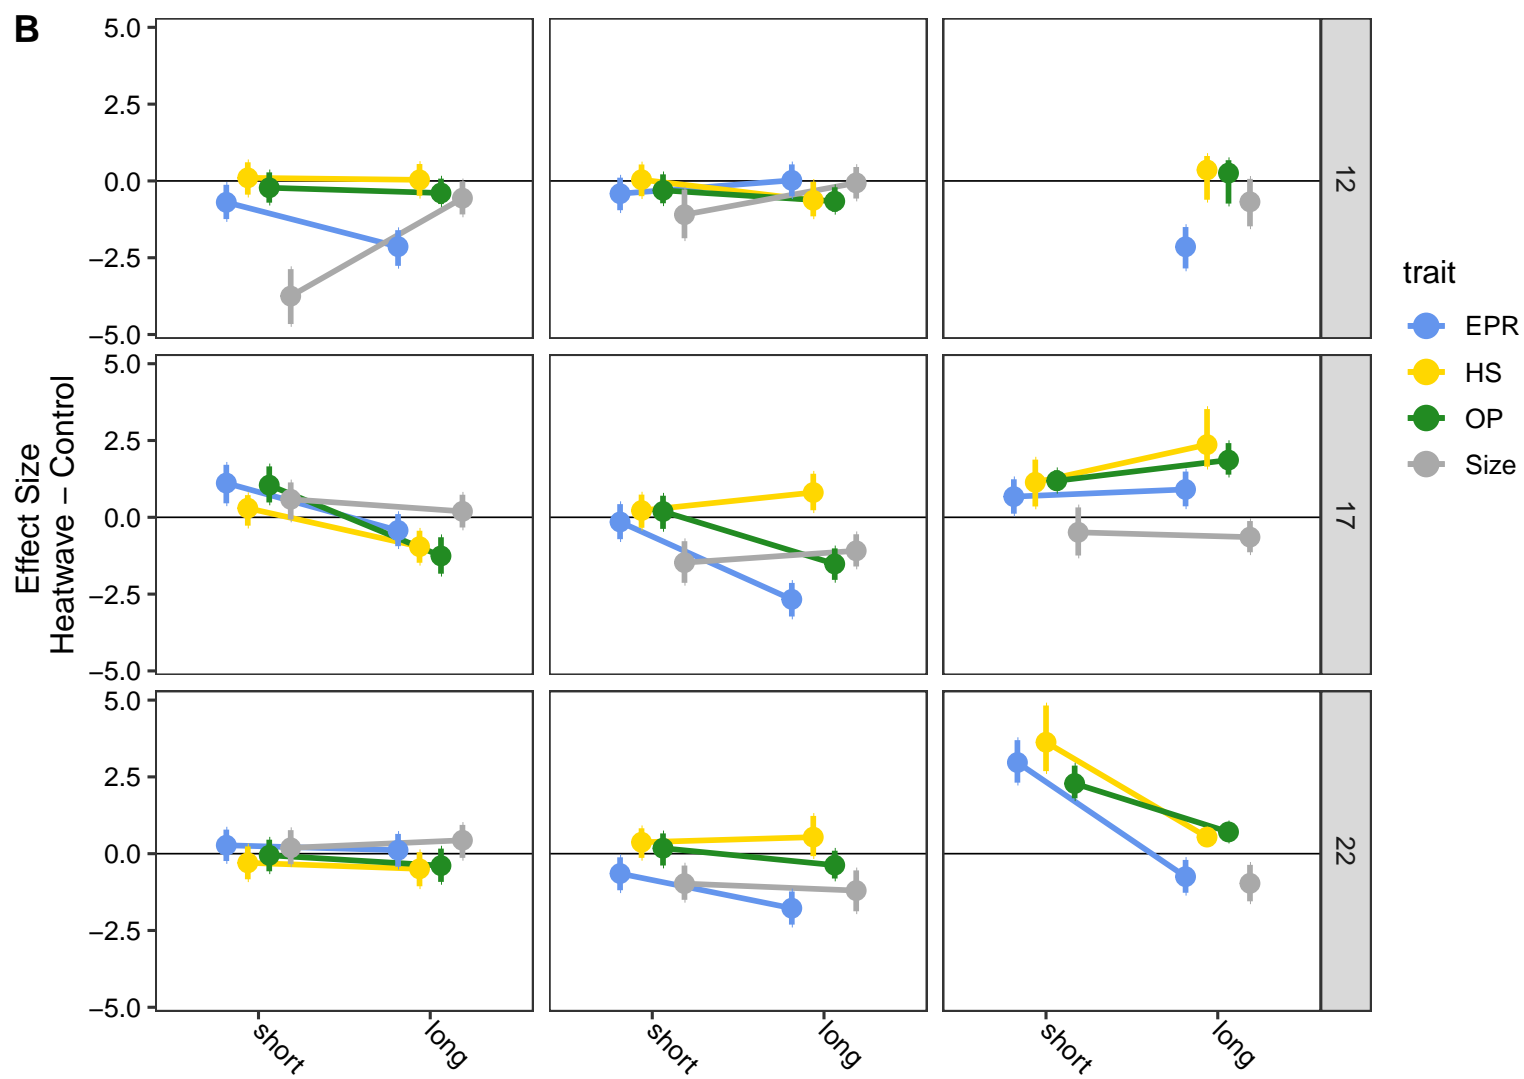 B
Effect Size
Heatwave – Control
5.0
2.5
0.0
−2.5
−5.0
12
5.0
2.5
0.0
−2.5
−5.0
17
5.0
2.5
0.0
−2.5
−5.0
22
short
long
short
long
short
long
trait
EPR
HS
OP
Size